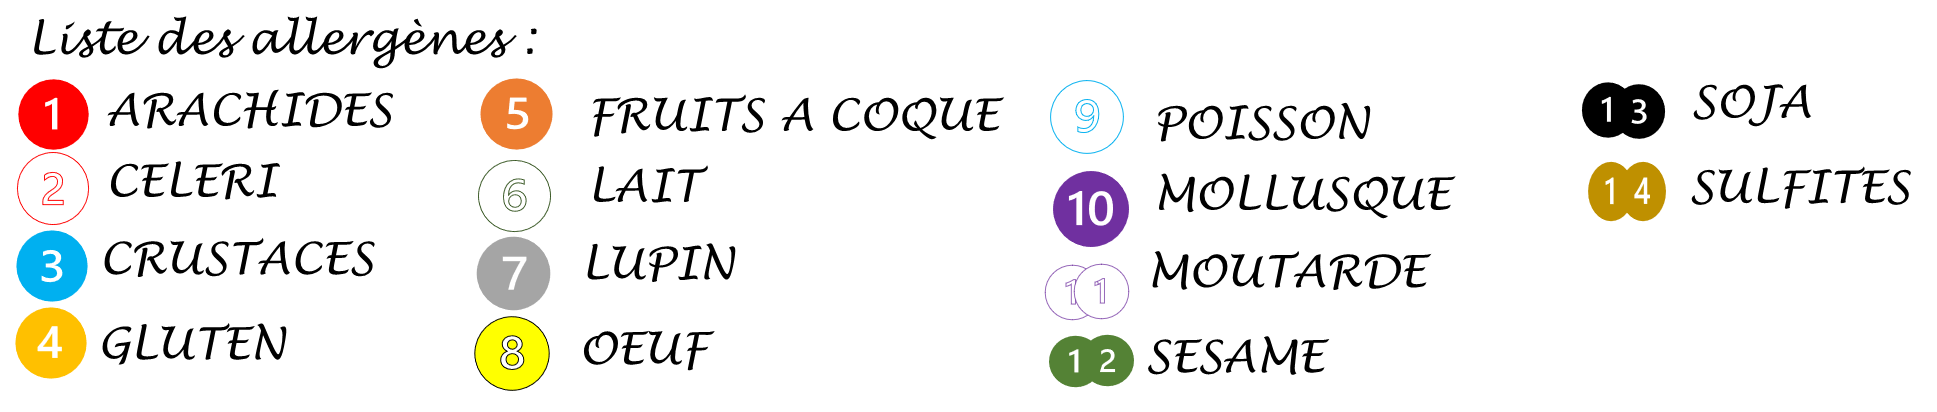 Liste des allergènes :
1 ARACHIDES
2 CELERI
3 CRUSTACES
4 GLUTEN
5 FRUITS A COQUE
6 LAIT
7 LUPIN
8 OEUF
9 POISSON
10 MOLLUSQUE
11 MOUTARDE
12 SESAME
13 SOJA
14 SULFITES